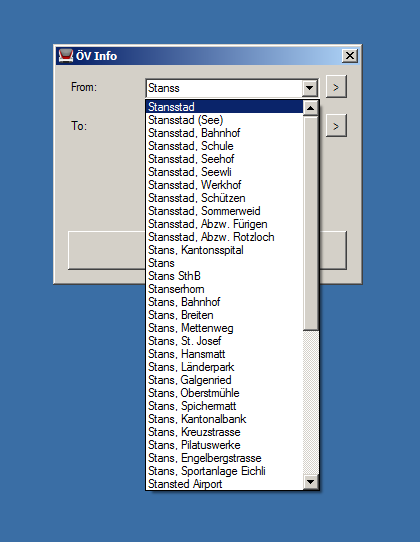 ÖV Info
From:
Stanss
>
To:
>
Stansstad
Stansstad (See)
Stansstad, Bahnhof
Stansstad, Schule
Stansstad, Seehof
Stansstad, Seewli
Stansstad, Werkhof
Stansstad, Schützen
Stansstad, Sommerweid
Stansstad, Abzw. Fürigen
Stansstad, Abzw. Rotzloch
Stans, Kantonsspital
Stans
Stans SthB
Stanserhorn
Stans, Bahnhof
Stans, Breiten
Stans, Mettenweg
Stans, St. Josef
Stans, Hansmatt
Stans, Länderpark
Stans, Galgenried
Stans, Oberstmühle
Stans, Spichermatt
Stans, Kantonalbank
Stans, Kreuzstrasse
Stans, Pilatuswerke
Stans, Engelbergstrasse
Stans, Sportanlage Eichli
Stansted Airport